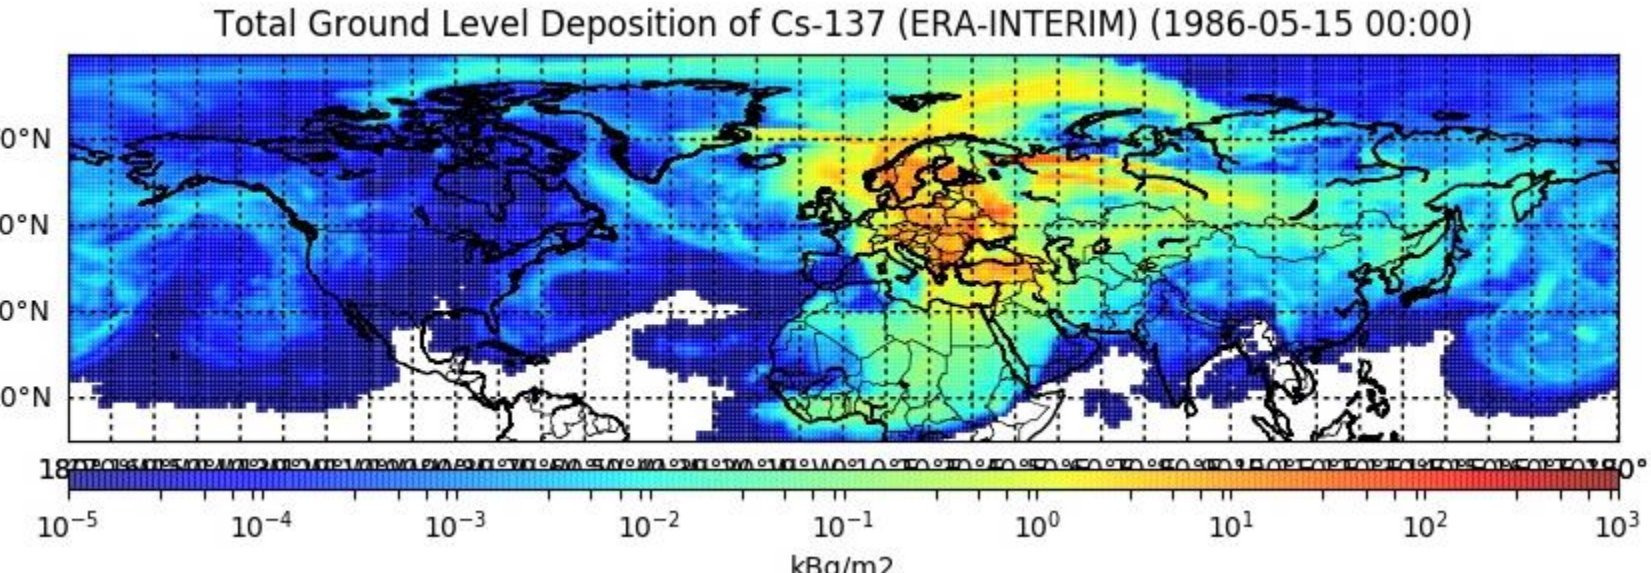 Total Ground Level Deposition of Cs-137 (ERA-INTERIM) (1986-05-15 00:00)
0°N
0°N
0°N
0°N
10⁻⁵ 10⁻⁴ 10⁻³ 10⁻² 10⁻¹ 10⁰ 10¹ 10² 10³
kBq/m2